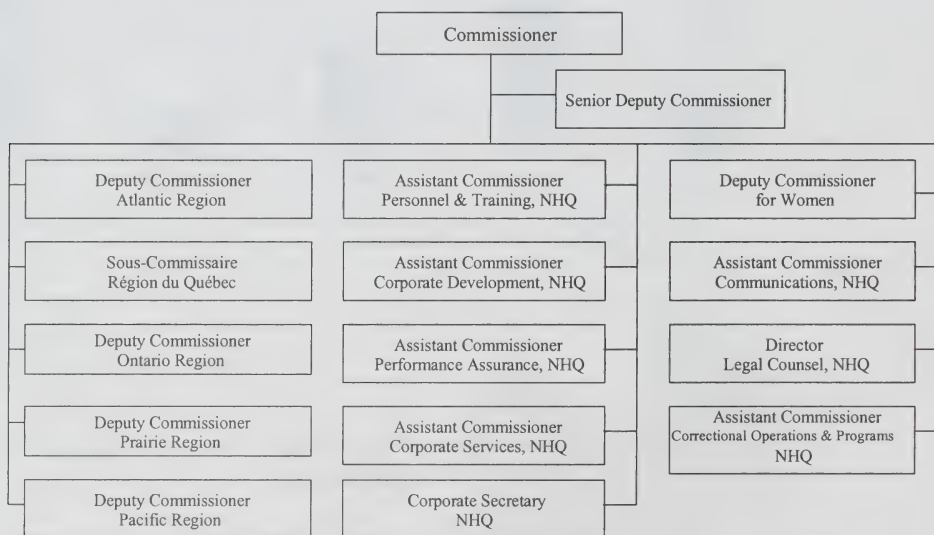 Commissioner
Senior Deputy Commissioner
Deputy Commissioner
Atlantic Region
Sous-Commissaire
Région du Québec
Deputy Commissioner
Ontario Region
Deputy Commissioner
Prairie Region
Deputy Commissioner
Pacific Region
Assistant Commissioner
Personnel & Training, NHQ
Assistant Commissioner
Corporate Development, NHQ
Assistant Commissioner
Performance Assurance, NHQ
Assistant Commissioner
Corporate Services, NHQ
Corporate Secretary
NHQ
Deputy Commissioner
for Women
Assistant Commissioner
Communications, NHQ
Director
Legal Counsel, NHQ
Assistant Commissioner
Correctional Operations & Programs
NHQ